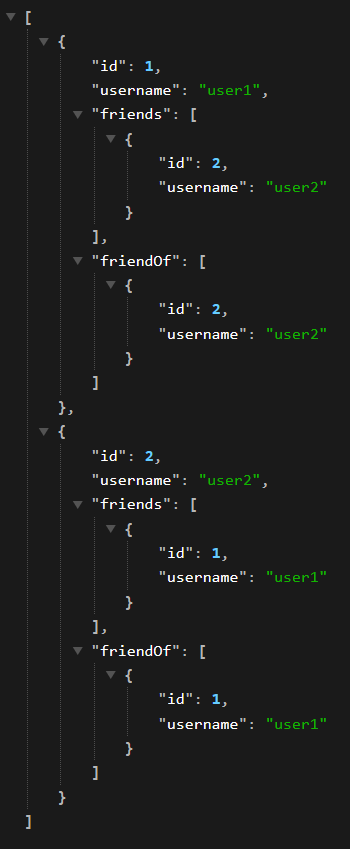 [
{
"id": 1,
"username": "user1",
"friends": [
{
"id": 2,
"username": "user2"
}
],
"friendOf": [
{
"id": 2,
"username": "user2"
}
]
},
{
"id": 2,
"username": "user2",
"friends": [
{
"id": 1,
"username": "user1"
}
],
"friendOf": [
{
"id": 1,
"username": "user1"
}
]
}
]